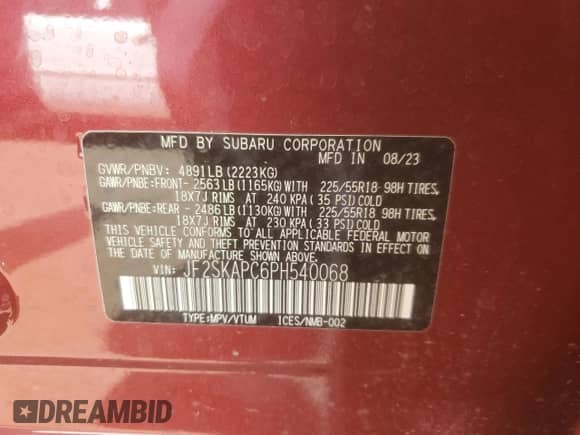 MFD BY SUBARU CORPORATION
MFD IN 08/23
GVWR/PNBV: 4891LB(2223KG)
GAWR/PNBE:FRONT- 2563LB(1165KG)WITH 225/55R18 98H TIRES,
18X7J RIMS AT 240 KPA( 35 PSI)COLD
GAWR/PNBE:REAR - 2486LB(1130KG)WITH 225/55R18 98H TIRES,
18X7J RIMS AT 230 KPA( 33 PSI)COLD
THIS VEHICLE CONFORMS TO ALL APPLICABLE FEDERAL MOTOR
VEHICLE SAFETY AND THEFT PREVENTION STANDARDS IN EFFECT ON
THE DATE OF MANUFACTURE SHOWN ABOVE.
VIN: JF2SKAPC6PH540068
TYPE:MPV/VTUM ICES/NMB-002
DREAMBID